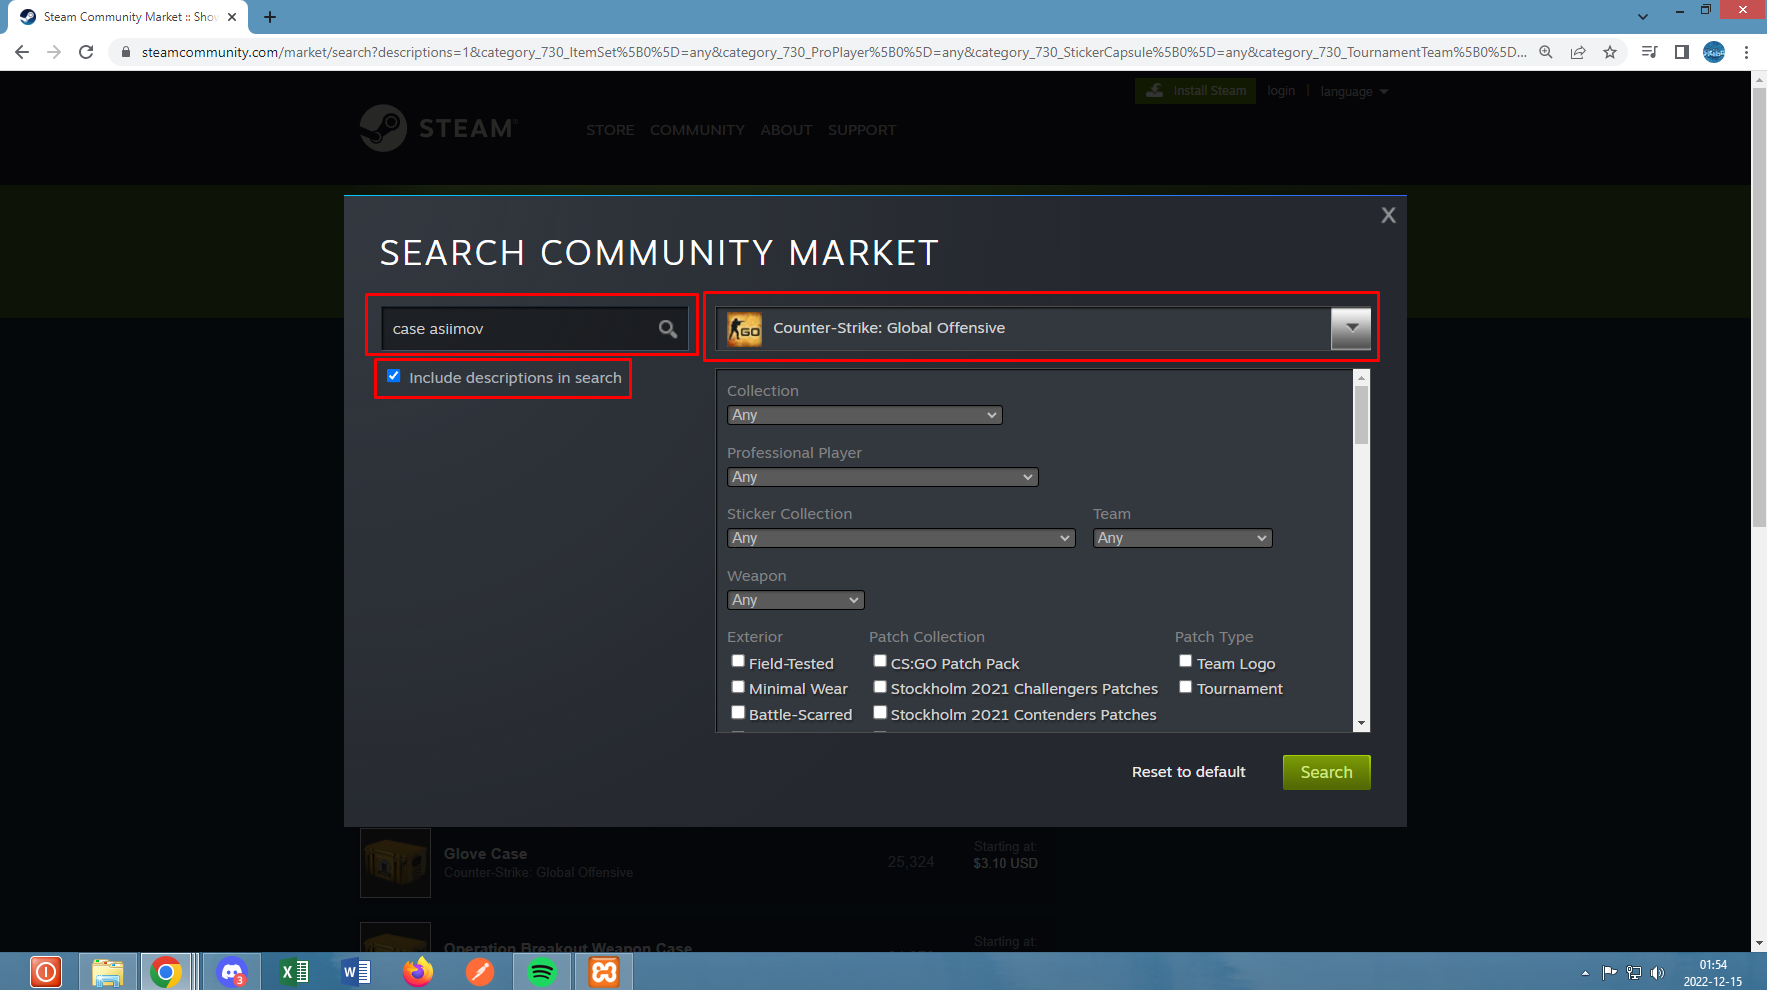 Steam Community Market :: Show
steamcommunity.com/market/search?descriptions=1&category_730_ItemSet%5B0%5D=any&category_730_ProPlayer%5B0%5D=any&category_730_StickerCapsule%5B0%5D=any&category_730_TournamentTeam%5B0%5D...
Install Steam login | language
STEAM
STORE COMMUNITY ABOUT SUPPORT
X
SEARCH COMMUNITY MARKET
case asiimov
GO
Counter-Strike: Global Offensive
Include descriptions in search
Collection
Any
Professional Player
Any
Sticker Collection Team
Any Any
Weapon
Any
Exterior Patch Collection Patch Type
Field-Tested CS:GO Patch Pack Team Logo
Minimal Wear Stockholm 2021 Challengers Patches Tournament
Battle-Scarred Stockholm 2021 Contenders Patches
Reset to default Search
Glove Case 25,324 Starting at:
Counter-Strike: Global Offensive $3.10 USD
Operation Breakout Weapon Case Starting at:
3
01:54
2022-12-15